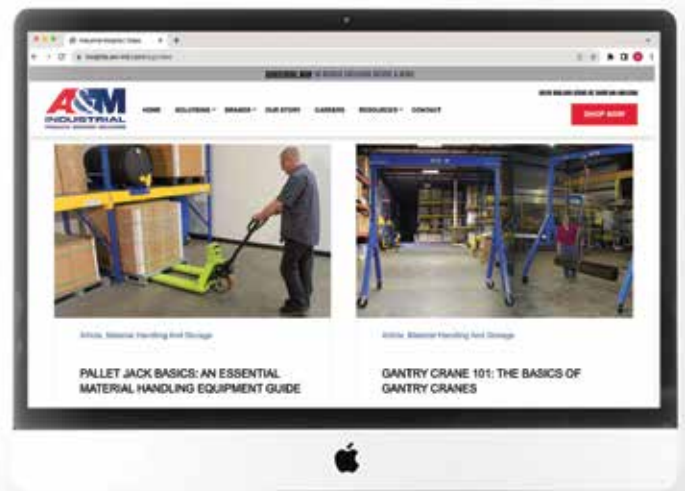 A&M
INDUSTRIAL
HOME SOLUTIONS BRANDS OUR STORY CAREERS RESOURCES CONTACT
SHOP NOW
Article, Material Handling And Storage
PALLET JACK BASICS: AN ESSENTIAL
MATERIAL HANDLING EQUIPMENT GUIDE
Article, Material Handling And Storage
GANTRY CRANE 101: THE BASICS OF
GANTRY CRANES